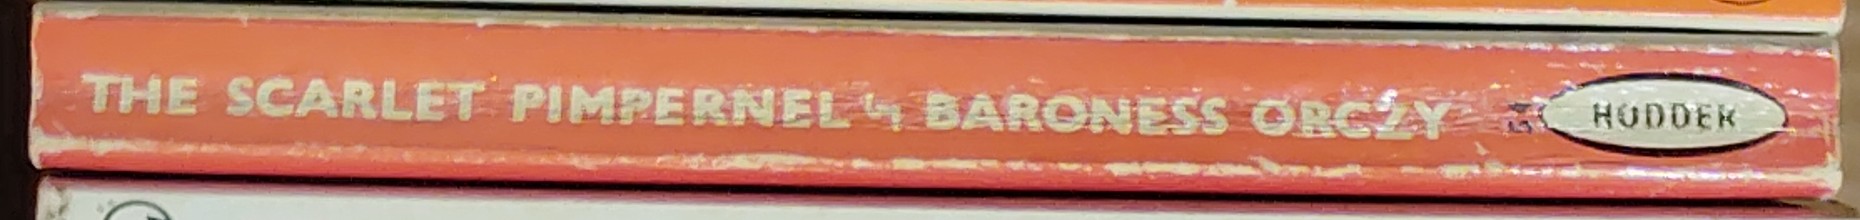 THE SCARLET PIMPERNEL BARONESS ORCZY HODDER